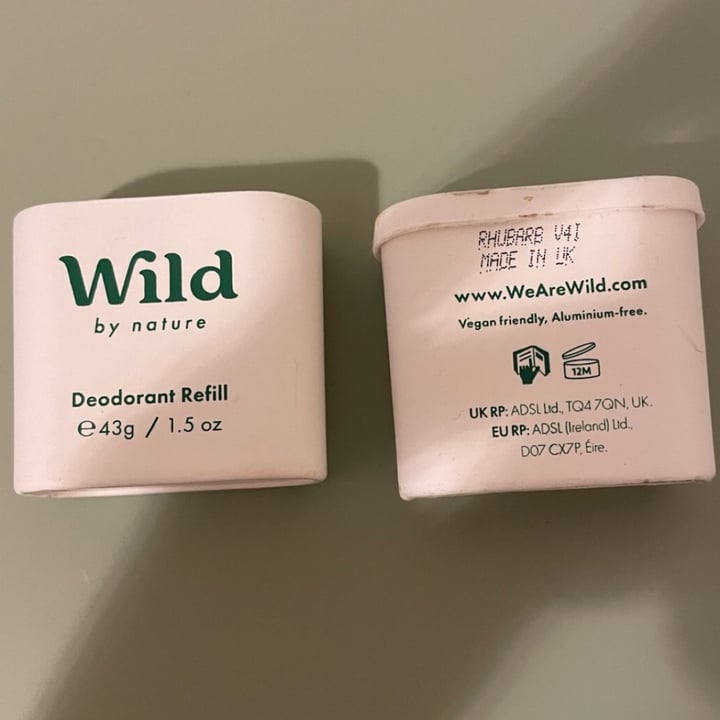 Wild
by nature
Deodorant Refill
℮43g / 1.5 oz
RHUBARB V4I
MADE IN UK
www.WeAreWild.com
Vegan friendly, Aluminium-free.
12M
UK RP: ADSL Ltd., TQ4 7QN, UK.
EU RP: ADSL (Ireland) Ltd.,
D07 CX7P, Éire.